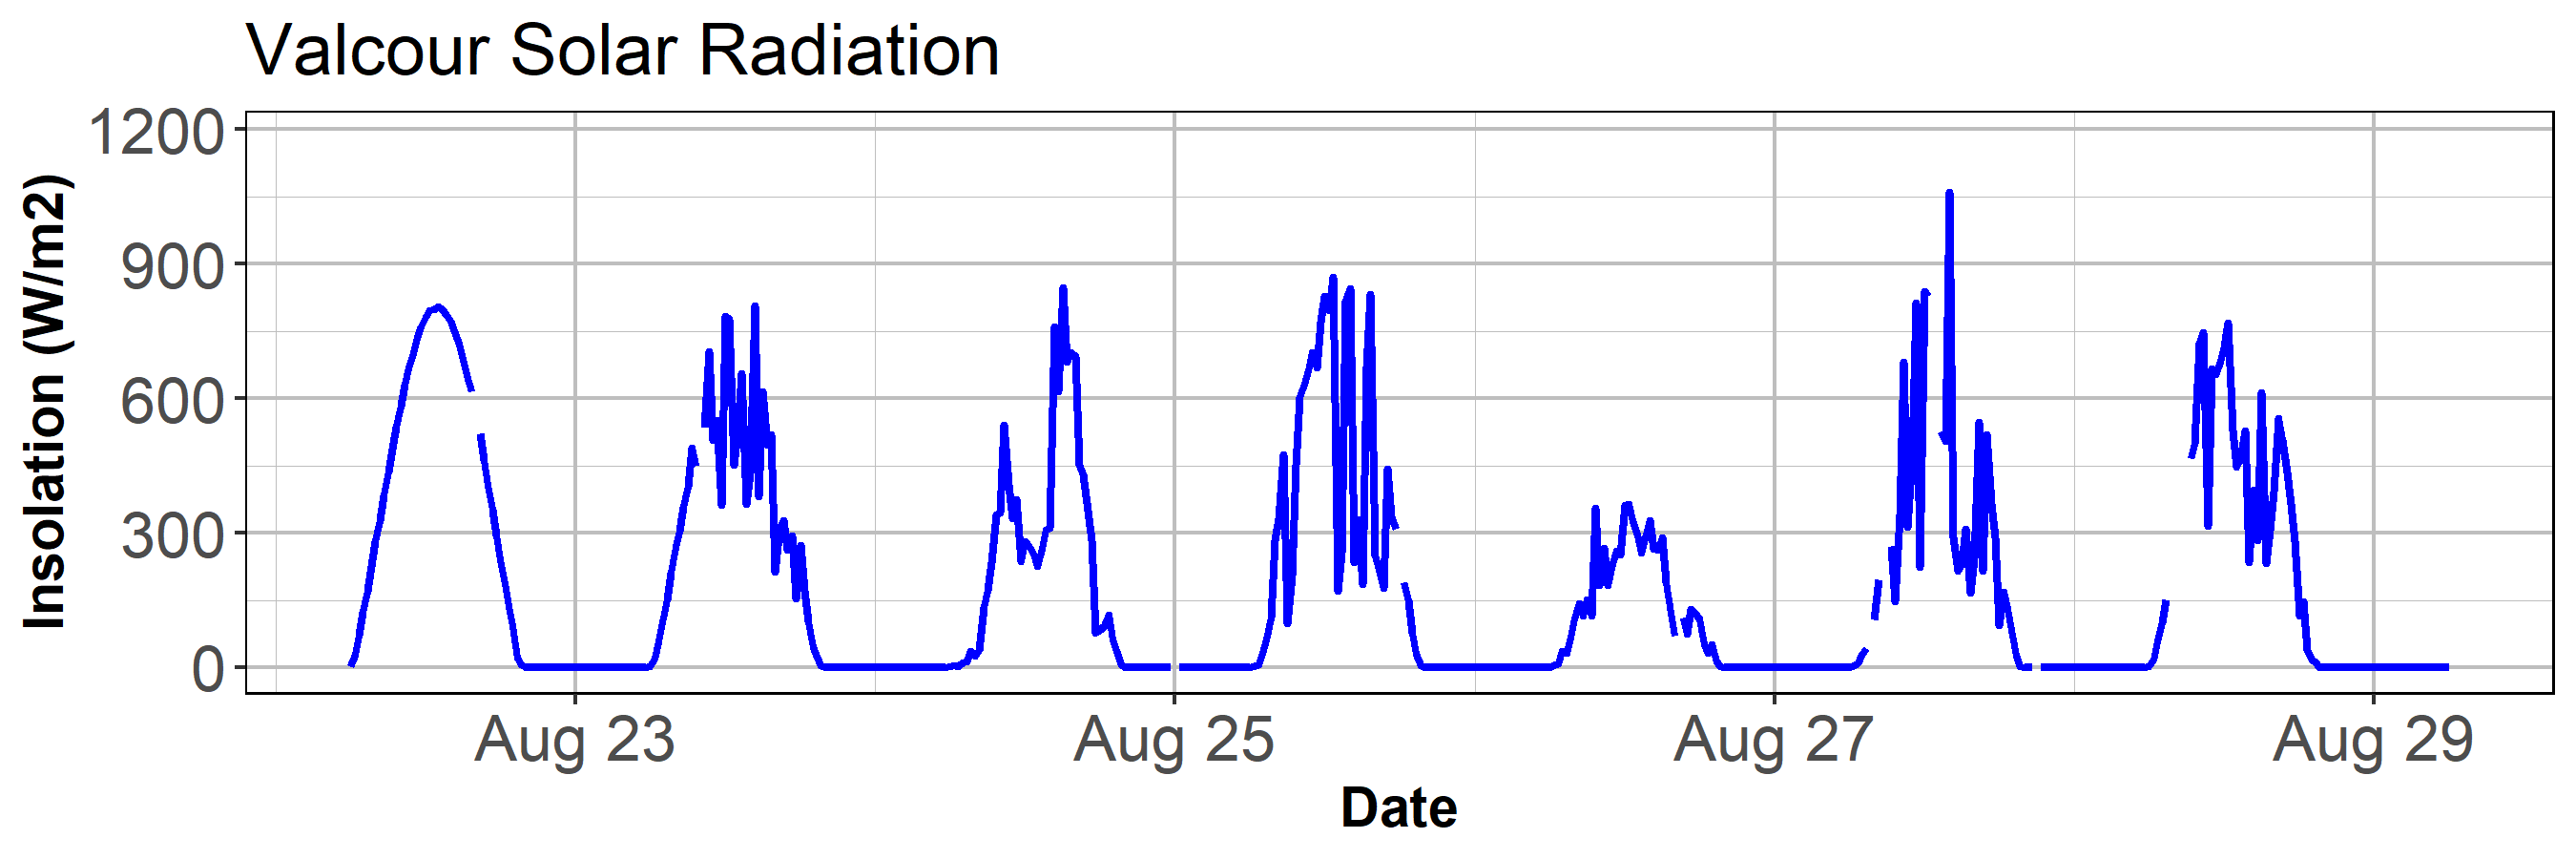 Valcour Solar Radiation
1200
900
600
300
0
Insolation (W/m2)
Aug 23
Aug 25
Aug 27
Aug 29
Date